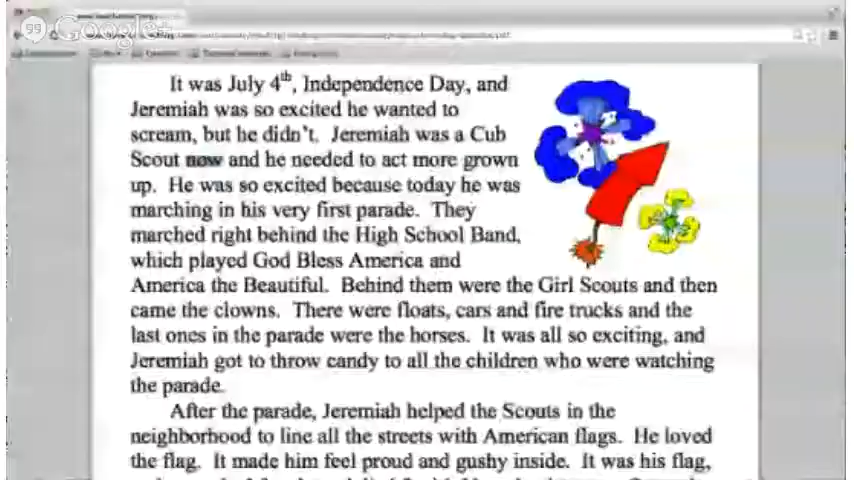 Google+
It was July 4th, Independence Day, and
Jeremiah was so excited he wanted to
scream, but he didn't. Jeremiah was a Cub
Scout now and he needed to act more grown
up. He was so excited because today he was
marching in his very first parade. They
marched right behind the High School Band,
which played God Bless America and
America the Beautiful. Behind them were the Girl Scouts and then
came the clowns. There were floats, cars and fire trucks and the
last ones in the parade were the horses. It was all so exciting, and
Jeremiah got to throw candy to all the children who were watching
the parade.
After the parade, Jeremiah helped the Scouts in the
neighborhood to line all the streets with American flags. He loved
the flag. It made him feel proud and gushy inside. It was his flag,